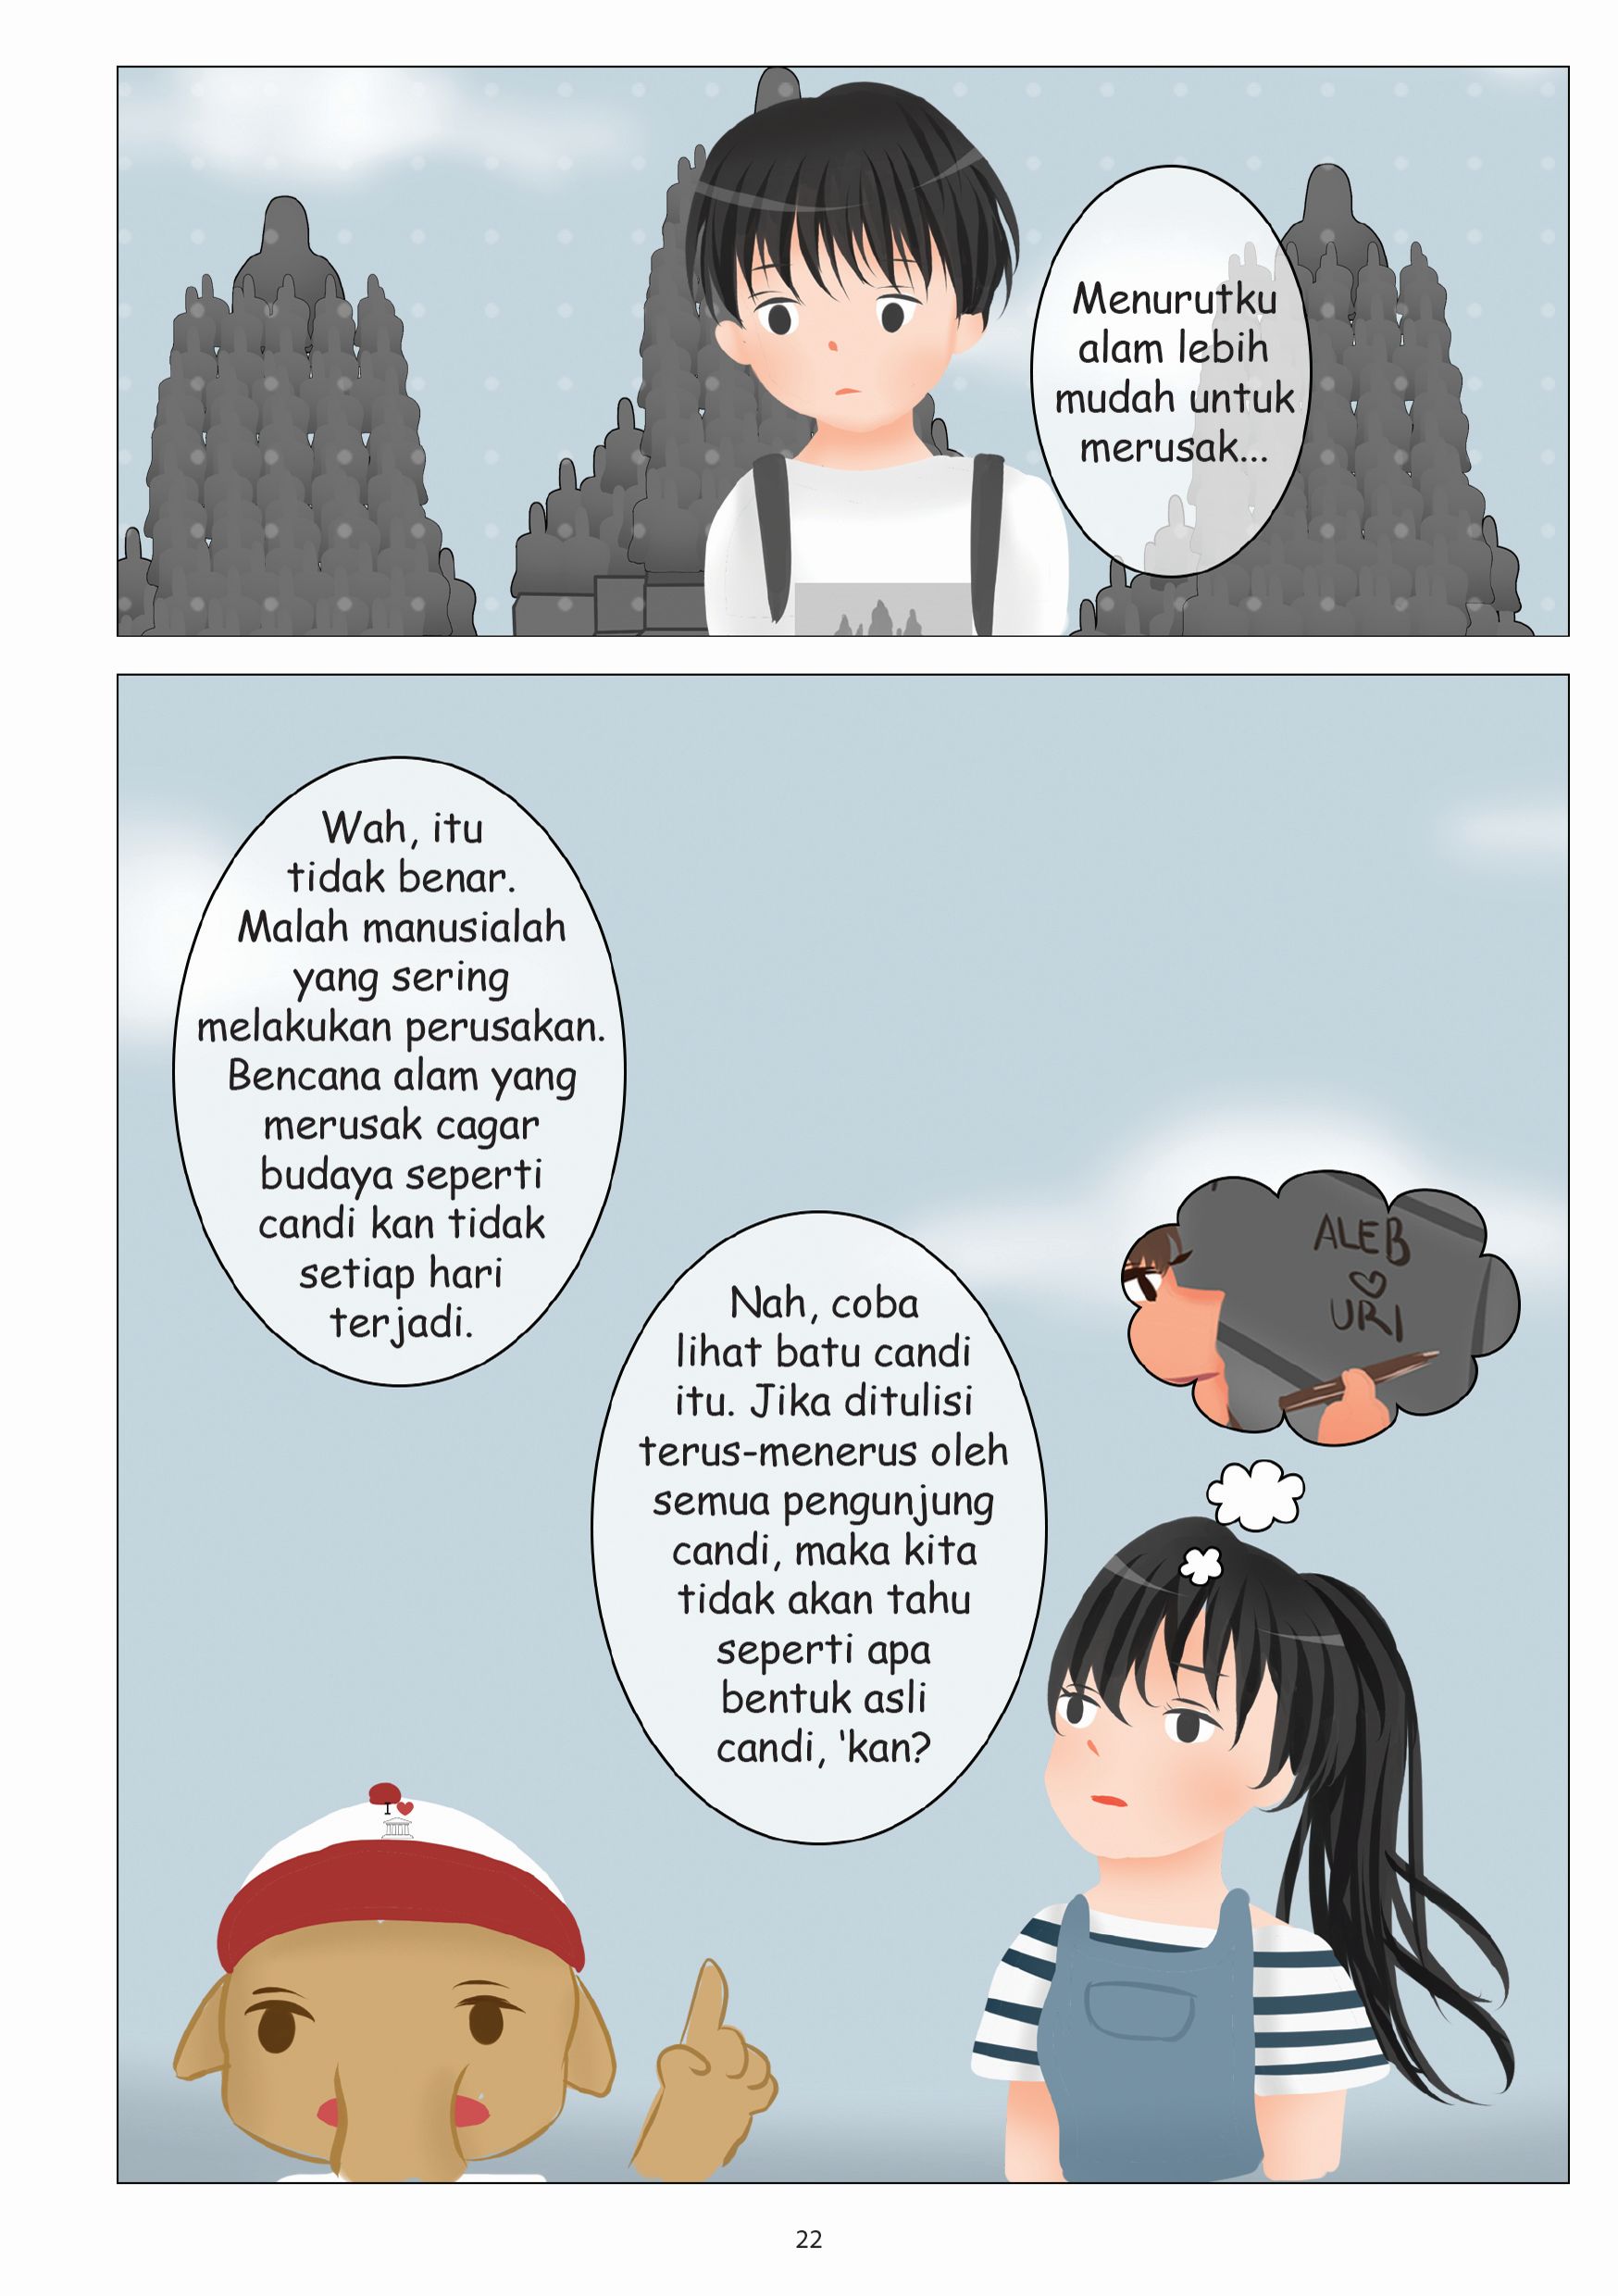 Menurutku
alam lebih
mudah untuk
merusak...
Wah, itu
tidak benar.
Malah manusialah
yang sering
melakukan perusakan.
Bencana alam yang
merusak cagar
budaya seperti
candi kan tidak
setiap hari
terjadi.
Nah, coba
lihat batu candi
itu. Jika ditulisi
terus-menerus oleh
semua pengunjung
candi, maka kita
tidak akan tahu
seperti apa
bentuk asli
candi, 'kan?
ALEB
URI
I
22